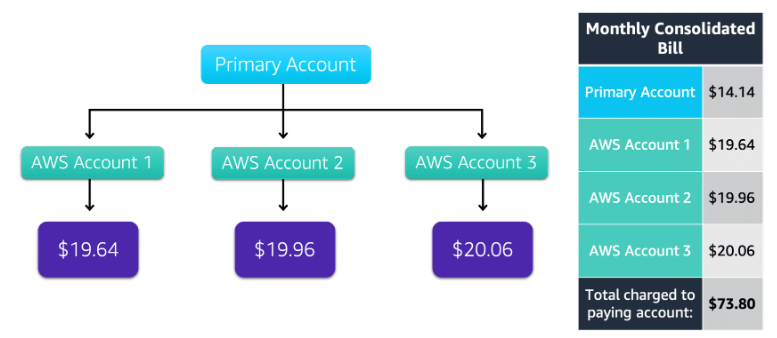 Primary Account
AWS Account 1
AWS Account 2
AWS Account 3
$19.64
$19.96
$20.06
Monthly Consolidated
Bill
Primary Account $14.14
AWS Account 1 $19.64
AWS Account 2 $19.96
AWS Account 3 $20.06
Total charged to
paying account: $73.80